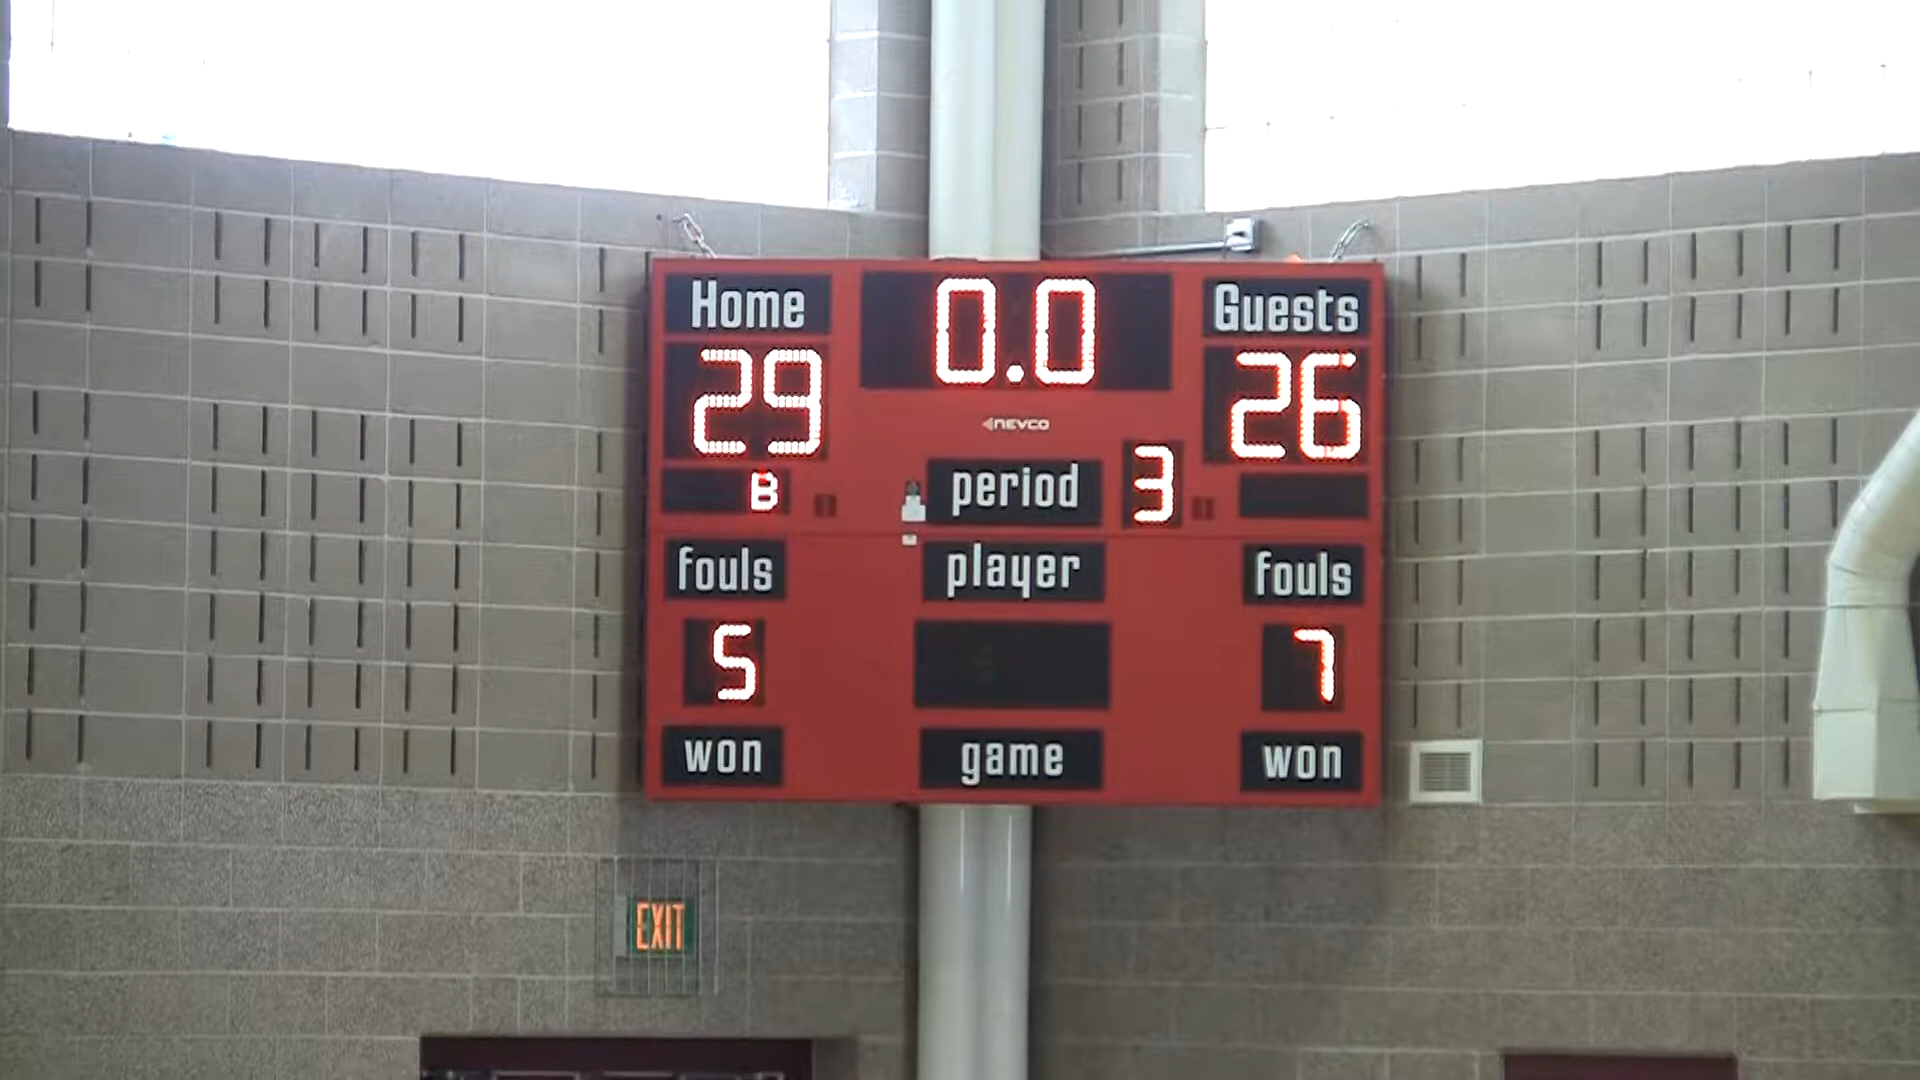 Home 0.0 Guests
29 26
NEVCO
B period 3
fouls player fouls
5 7
won game won
EXIT